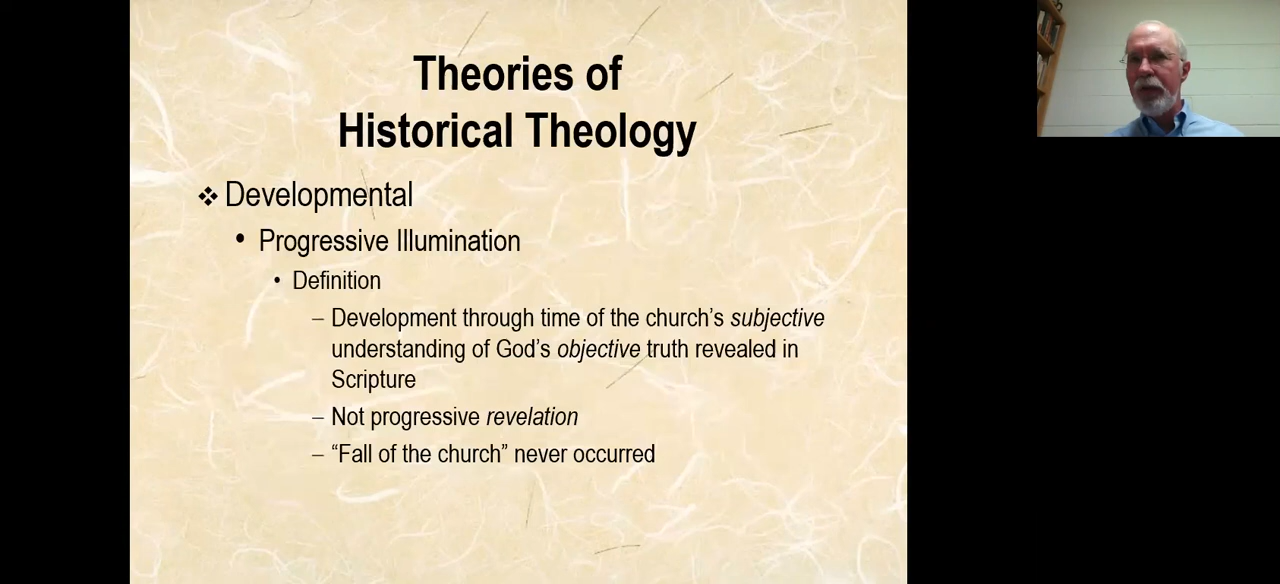 Theories of
Historical Theology
❖ Developmental
• Progressive Illumination
• Definition
– Development through time of the church’s subjective
understanding of God’s objective truth revealed in
Scripture
– Not progressive revelation
– “Fall of the church” never occurred